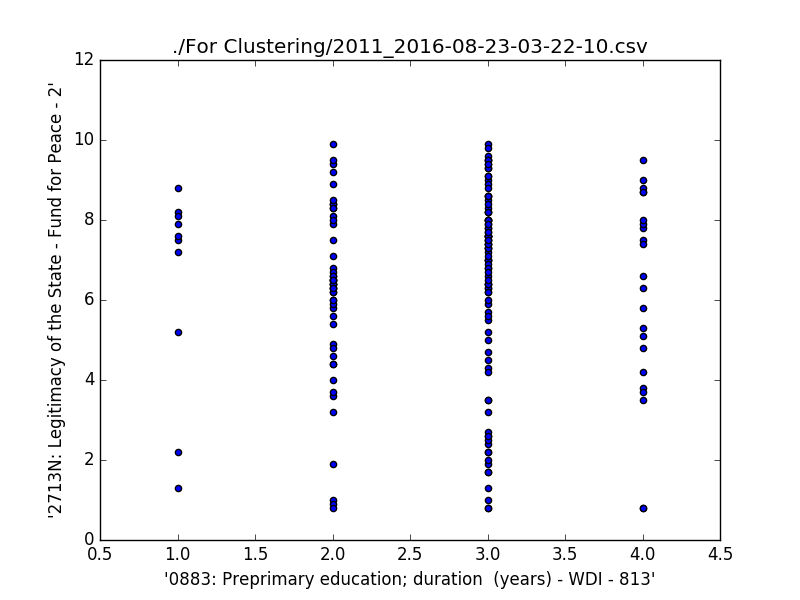 ./For Clustering/2011_2016-08-23-03-22-10.csv
12
10
8
6
4
2
0
'2713N: Legitimacy of the State - Fund for Peace - 2'
0.5 1.0 1.5 2.0 2.5 3.0 3.5 4.0 4.5
'0883: Preprimary education; duration  (years) - WDI - 813'